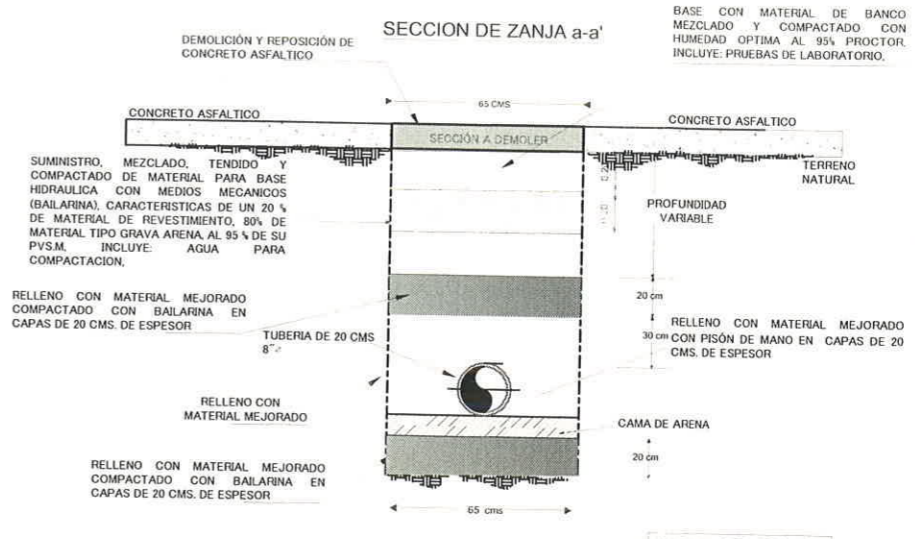 SECCION DE ZANJA a-a'
BASE CON MATERIAL DE BANCO
MEZCLADO Y COMPACTADO CON
HUMEDAD OPTIMA AL 95% PROCTOR.
INCLUYE: PRUEBAS DE LABORATORIO,
DEMOLICIÓN Y REPOSICIÓN DE
CONCRETO ASFALTICO
65 CMS
CONCRETO ASFALTICO
CONCRETO ASFALTICO
SECCIÓN A DEMOLER
SUMINISTRO, MEZCLADO, TENDIDO Y
COMPACTADO DE MATERIAL PARA BASE
HIDRAULICA CON MEDIOS MECANICOS
(BAILARINA), CARACTERISTICAS DE UN 20 %
DE MATERIAL DE REVESTIMIENTO, 80% DE
MATERIAL TIPO GRAVA ARENA, AL 95 % DE SU
PVS.M. INCLUYE: AGUA PARA
COMPACTACION,
TERRENO
NATURAL
PROFUNDIDAD
VARIABLE
RELLENO CON MATERIAL MEJORADO
COMPACTADO CON BAILARINA EN
CAPAS DE 20 CMS. DE ESPESOR
20 cm
TUBERIA DE 20 CMS
8"
30 cm
RELLENO CON MATERIAL MEJORADO
CON PISÓN DE MANO EN CAPAS DE 20
CMS. DE ESPESOR
RELLENO CON
MATERIAL MEJORADO
CAMA DE ARENA
20 cm
RELLENO CON MATERIAL MEJORADO
COMPACTADO CON BAILARINA EN
CAPAS DE 20 CMS. DE ESPESOR
65 cms